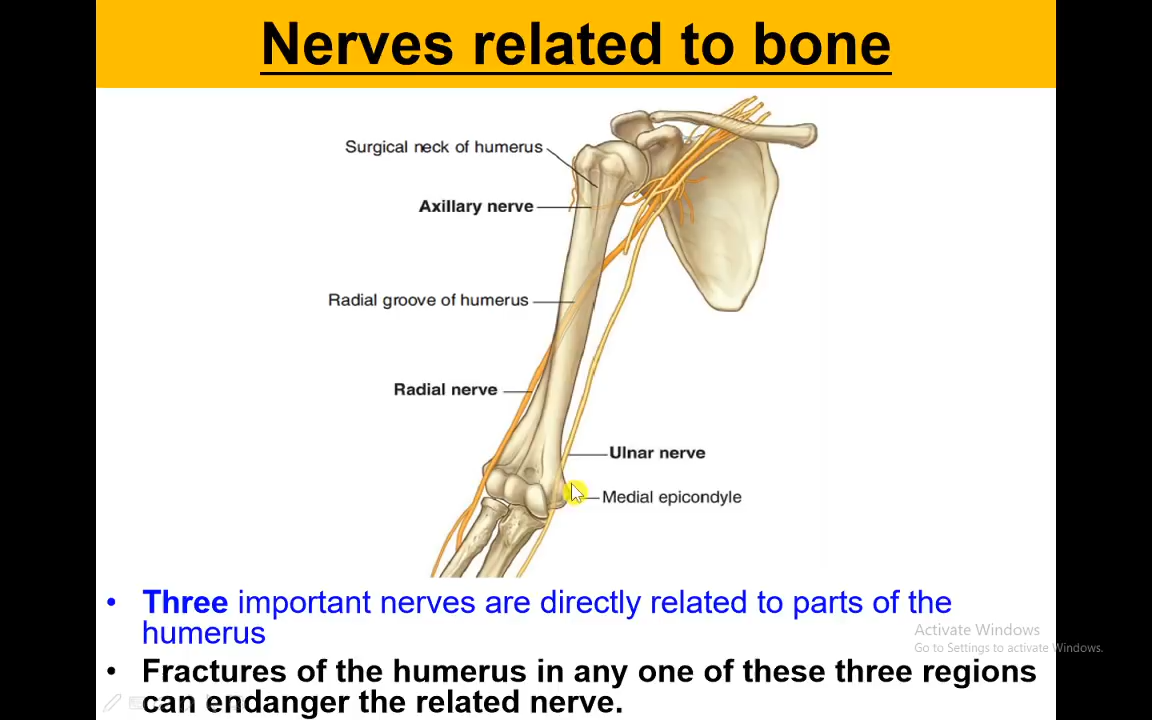 Nerves related to bone
Surgical neck of humerus
Axillary nerve
Radial groove of humerus
Radial nerve
Ulnar nerve
Medial epicondyle
• Three important nerves are directly related to parts of the
humerus
Activate Windows
Go to Settings to activate Windows.
• Fractures of the humerus in any one of these three regions
can endanger the related nerve.